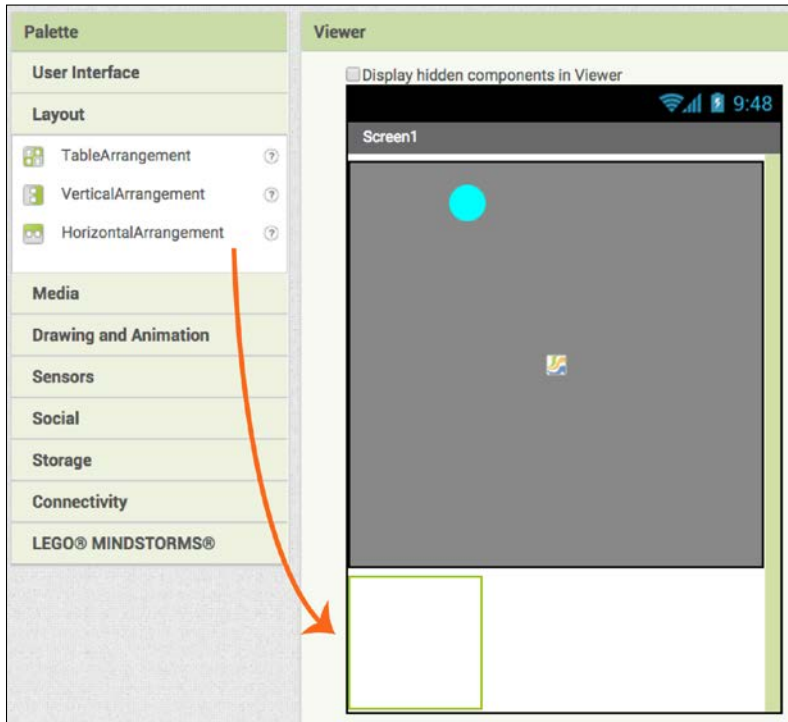 Palette
User Interface
Layout
TableArrangement ?
VerticalArrangement ?
HorizontalArrangement ?
Media
Drawing and Animation
Sensors
Social
Storage
Connectivity
LEGO® MINDSTORMS®
Viewer
Display hidden components in Viewer
9:48
Screen1